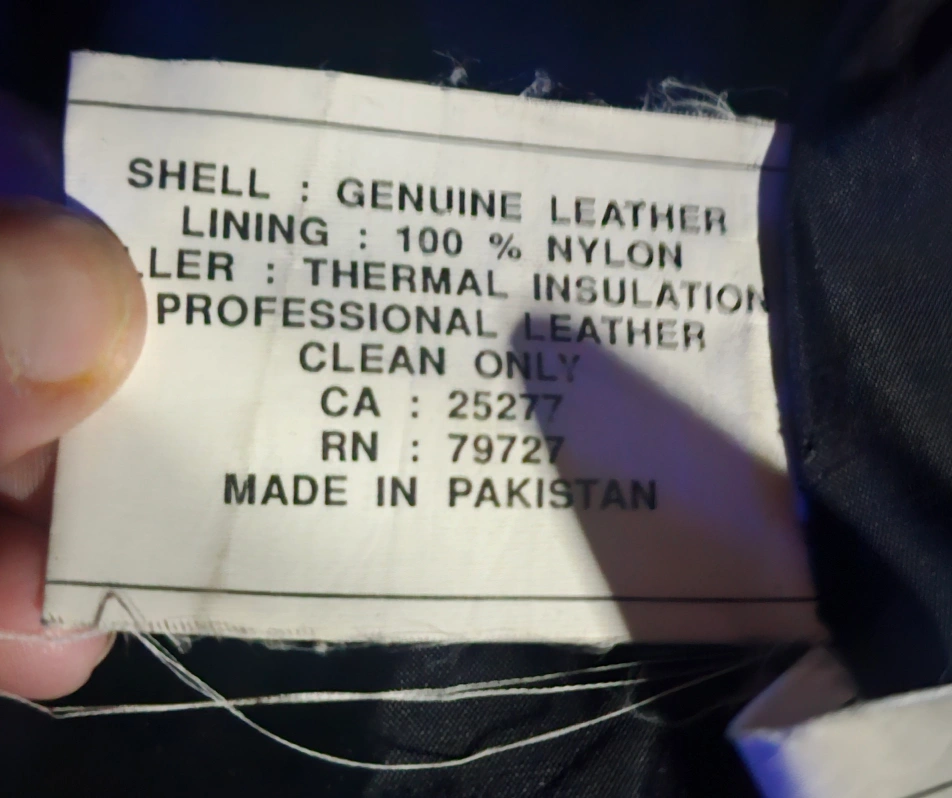 SHELL : GENUINE LEATHER
LINING : 100 % NYLON
LLER : THERMAL INSULATION
PROFESSIONAL LEATHER
CLEAN ONLY
CA : 25277
RN : 79727
MADE IN PAKISTAN